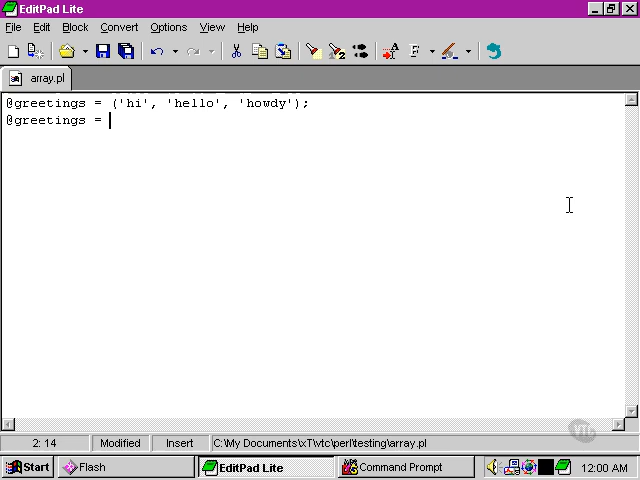 EditPad Lite
File Edit Block Convert Options View Help
array.pl
@greetings = ('hi', 'hello', 'howdy');
@greetings =
2: 14 Modified Insert C:\My Documents\xT\vtc\perl\testing\array.pl
VTC
Start Flash EditPad Lite Command Prompt 12:00 AM